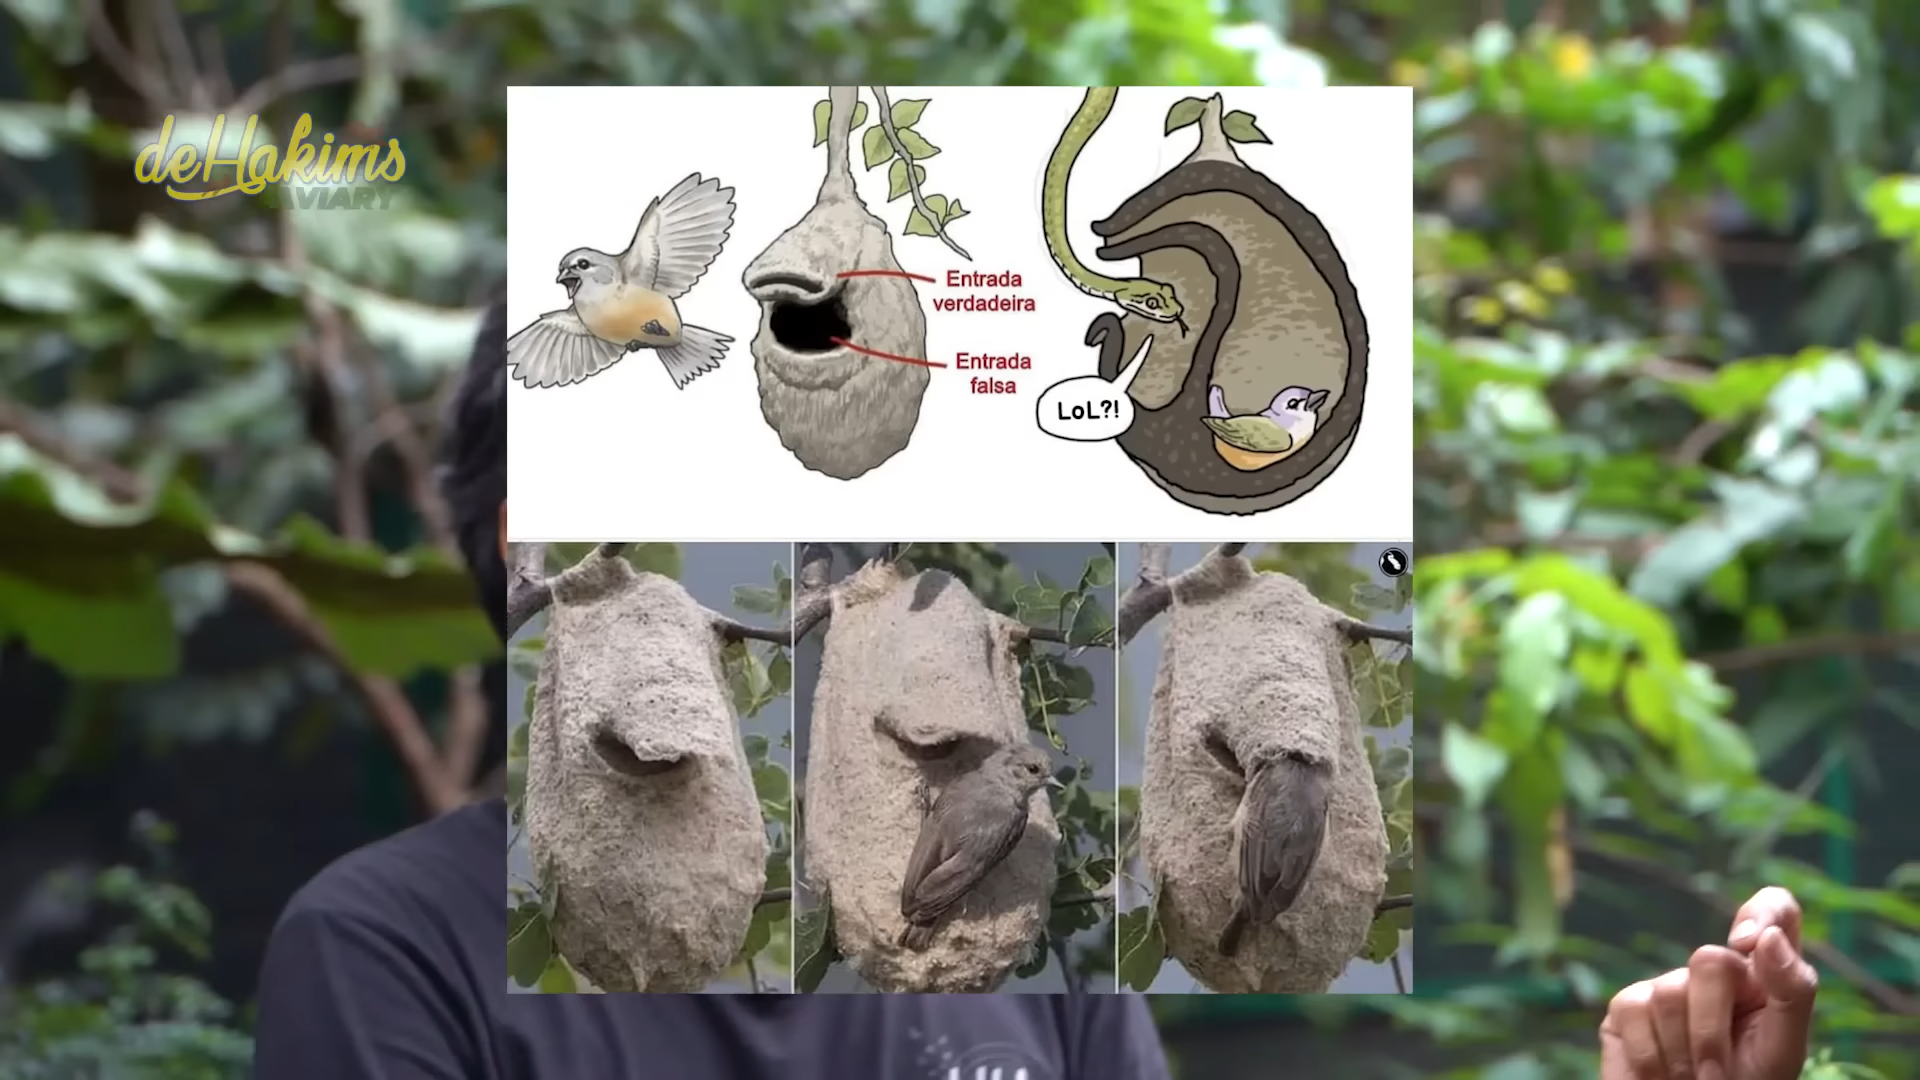 deHakims
AVIARY
Entrada
verdadeira
Entrada
falsa
LoL?!